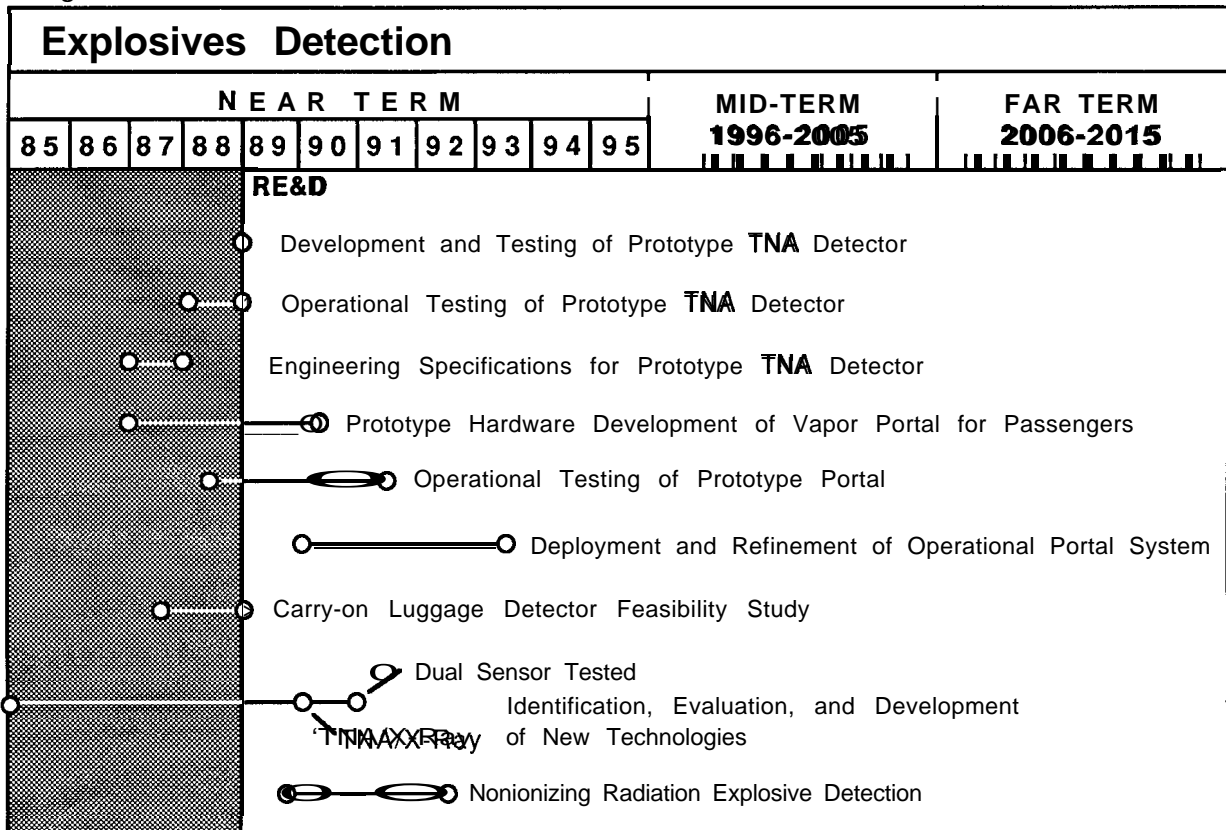 Explosives Detection
NEAR TERM MID-TERM FAR TERM
85 86 87 88 89 90 91 92 93 94 95 1996-2005 2006-2015
RE&D
Development and Testing of Prototype TNA Detector
Operational Testing of Prototype TNA Detector
Engineering Specifications for Prototype TNA Detector
Prototype Hardware Development of Vapor Portal for Passengers
Operational Testing of Prototype Portal
Deployment and Refinement of Operational Portal System
Carry-on Luggage Detector Feasibility Study
Dual Sensor Tested
Identification, Evaluation, and Development
TNA/X-Ray of New Technologies
Nonionizing Radiation Explosive Detection